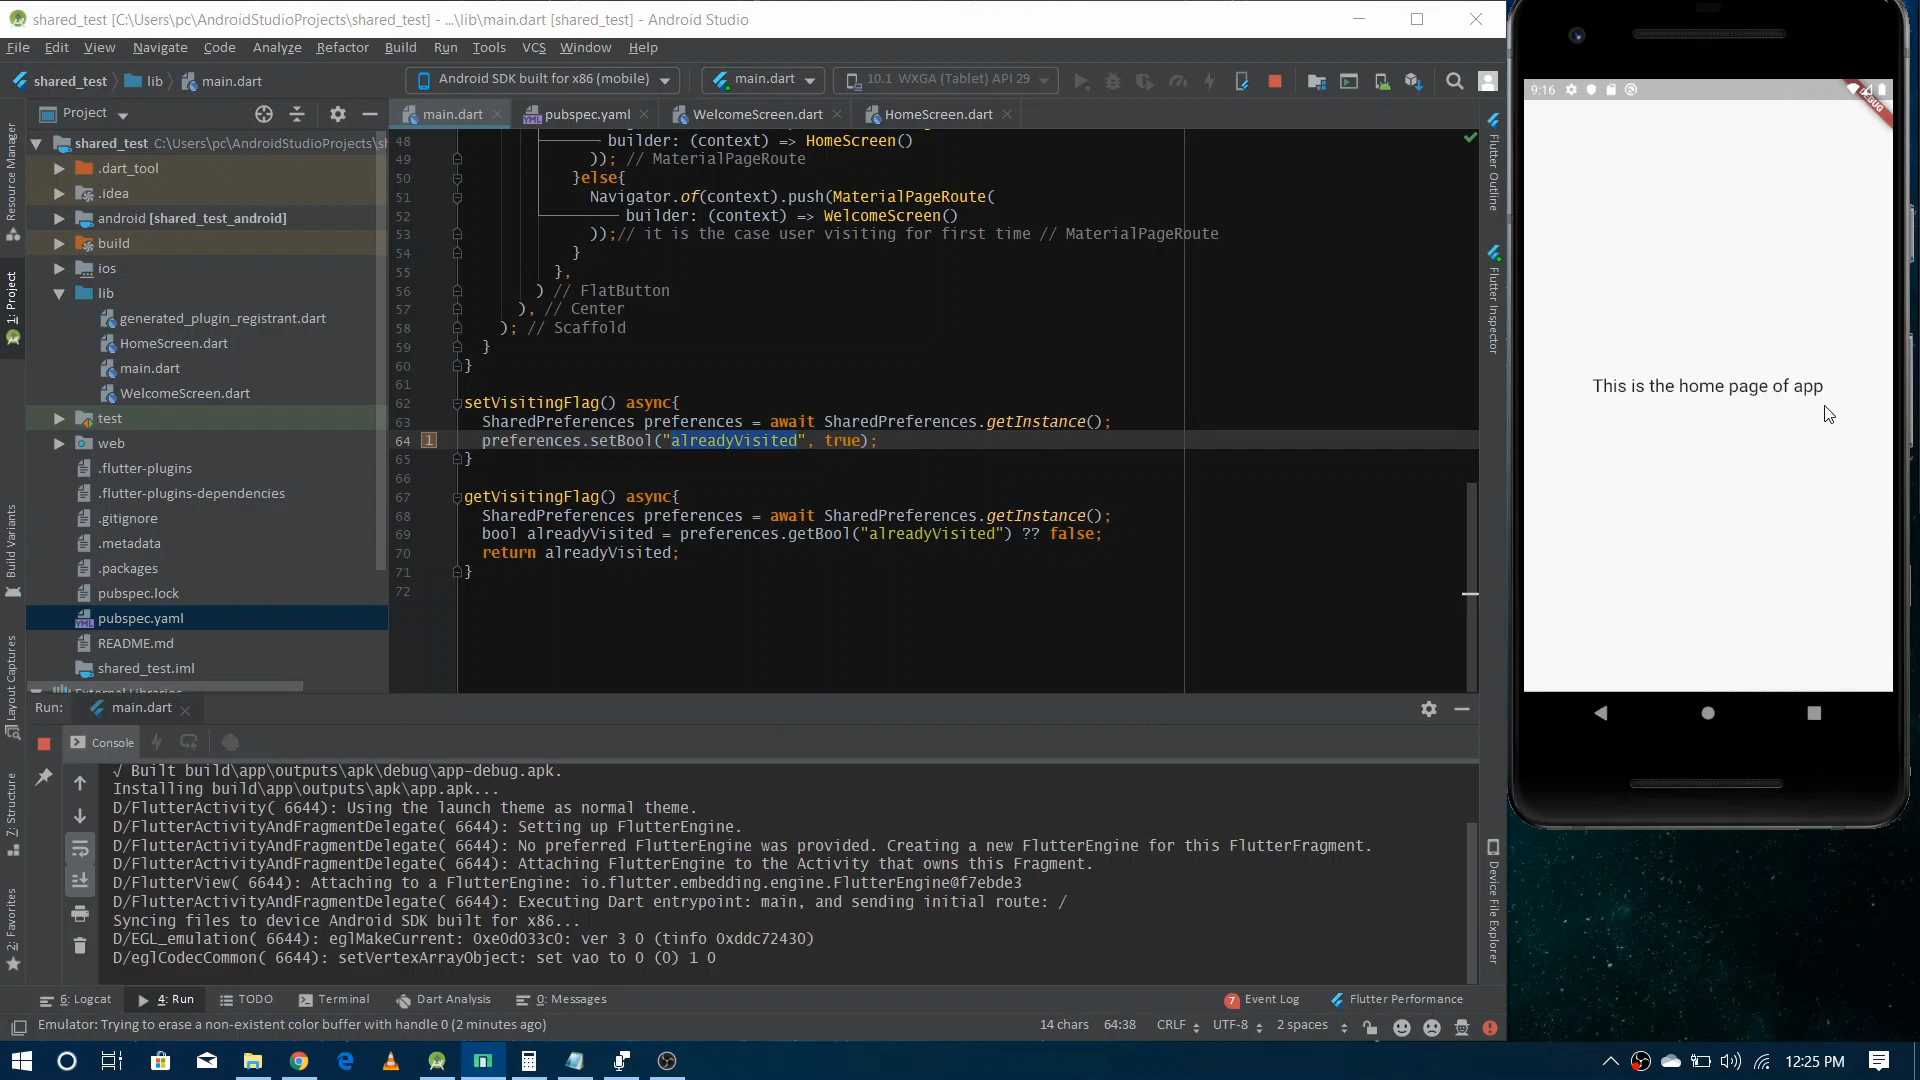 shared_test [C:\Users\pc\AndroidStudioProjects\shared_test] - ...\lib\main.dart [shared_test] - Android Studio
File Edit View Navigate Code Analyze Refactor Build Run Tools VCS Window Help
shared_test lib main.dart
Android SDK built for x86 (mobile) main.dart 10.1 WXGA (Tablet) API 29
Project
main.dart pubspec.yaml WelcomeScreen.dart HomeScreen.dart
shared_test C:\Users\pc\AndroidStudioProjects\sh
.dart_tool
.idea
android [shared_test_android]
build
ios
lib
generated_plugin_registrant.dart
HomeScreen.dart
main.dart
WelcomeScreen.dart
test
web
.flutter-plugins
.flutter-plugins-dependencies
.gitignore
.metadata
.packages
pubspec.lock
pubspec.yaml
README.md
shared_test.iml
Resource Manager
1: Project
Build Variants
Layout Captures
7: Structure
2: Favorites
48 builder: (context) => HomeScreen()
49 )); // MaterialPageRoute
50 }else{
51 Navigator.of(context).push(MaterialPageRoute(
52 builder: (context) => WelcomeScreen()
53 ));// it is the case user visiting for first time // MaterialPageRoute
54 }
55 },
56 ) // FlatButton
57 ), // Center
58 ); // Scaffold
59 }
60 }
61
62 setVisitingFlag() async{
63 SharedPreferences preferences = await SharedPreferences.getInstance();
64 1 preferences.setBool("alreadyVisited", true);
65 }
66
67 getVisitingFlag() async{
68 SharedPreferences preferences = await SharedPreferences.getInstance();
69 bool alreadyVisited = preferences.getBool("alreadyVisited") ?? false;
70 return alreadyVisited;
71 }
72
Flutter Outline
Flutter Inspector
Device File Explorer
9:16
This is the home page of app
Run: main.dart
Console
√ Built build\app\outputs\apk\debug\app-debug.apk.
Installing build\app\outputs\apk\app.apk...
D/FlutterActivity( 6644): Using the launch theme as normal theme.
D/FlutterActivityAndFragmentDelegate( 6644): Setting up FlutterEngine.
D/FlutterActivityAndFragmentDelegate( 6644): No preferred FlutterEngine was provided. Creating a new FlutterEngine for this FlutterFragment.
D/FlutterActivityAndFragmentDelegate( 6644): Attaching FlutterEngine to the Activity that owns this Fragment.
D/FlutterView( 6644): Attaching to a FlutterEngine: io.flutter.embedding.engine.FlutterEngine@f7ebde3
D/FlutterActivityAndFragmentDelegate( 6644): Executing Dart entrypoint: main, and sending initial route: /
Syncing files to device Android SDK built for x86...
D/EGL_emulation( 6644): eglMakeCurrent: 0xe0d033c0: ver 3 0 (tinfo 0xddc72430)
D/eglCodecCommon( 6644): setVertexArrayObject: set vao to 0 (0) 1 0
6: Logcat 4: Run TODO Terminal Dart Analysis 0: Messages 7 Event Log Flutter Performance
Emulator: Trying to erase a non-existent color buffer with handle 0 (2 minutes ago) 14 chars 64:38 CRLF UTF-8 2 spaces
12:25 PM